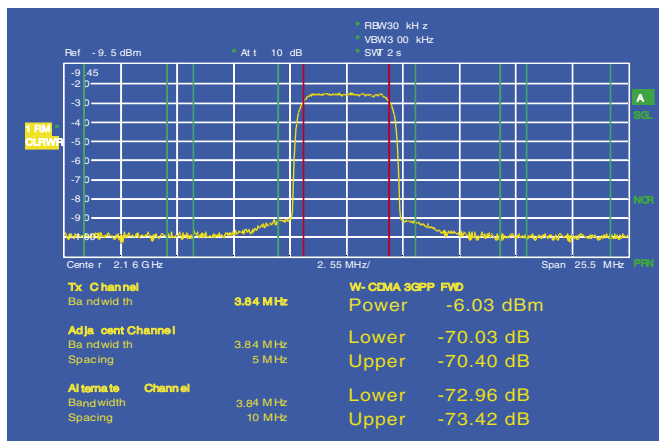 * RBW30 kHz
* VBW300 kHz
Ref -9.5 dBm * Att 10 dB * SWT 2 s
-9.45
-20
-30 A
SGL
-40
1 RM *
CLRWR
-50
-60
-70
-80 NCR
-90
-100
Center 2.16 GHz 2.55 MHz/ Span 25.5 MHz PRN
Tx Channel W-CDMA 3GPP FWD
Bandwidth 3.84 MHz Power -6.03 dBm
Adjacent Channel
Bandwidth 3.84 MHz Lower -70.03 dB
Spacing 5 MHz Upper -70.40 dB
Alternate Channel
Bandwidth 3.84 MHz Lower -72.96 dB
Spacing 10 MHz Upper -73.42 dB